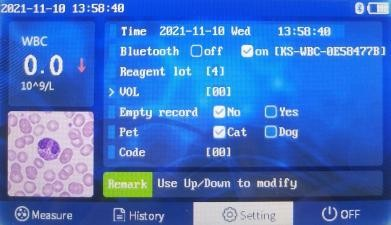 2021-11-10 13:58:40
WBC
0.0 ↓
10^9/L
Time 2021-11-10 Wed 13:58:40
Bluetooth off on [KS-WBC-0E58477B]
Reagent lot [4]
> VOL [00]
Empty record No Yes
Pet Cat Dog
Code [00]
Remark Use Up/Down to modify
Measure History Setting OFF